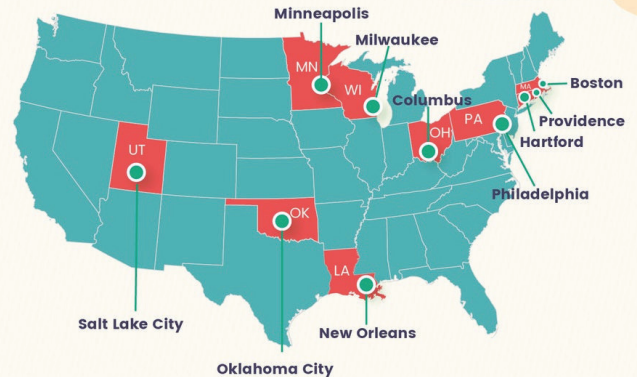 Minneapolis
Milwaukee
MN
WI
Columbus
Boston
MA
Providence
PA
OH
Hartford
UT
Philadelphia
OK
LA
Salt Lake City
New Orleans
Oklahoma City